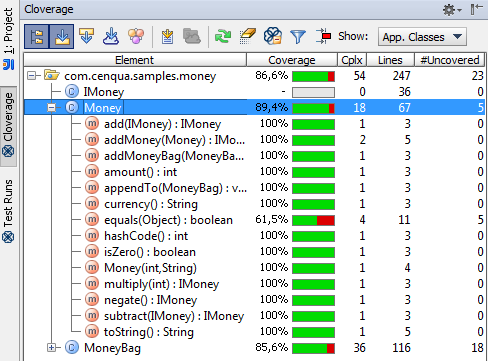 Cloverage
1: Project
Cloverage
Test Runs
Show: App. Classes
Element Coverage Cplx Lines #Uncovered
com.cenqua.samples.money 86,6% 54 247 23
IMoney - 0 36 0
Money 89,4% 18 67 5
add(IMoney) : IMoney 100% 1 3 0
addMoney(Money) : IMo... 100% 2 5 0
addMoneyBag(MoneyBa... 100% 1 3 0
amount() : int 100% 1 3 0
appendTo(MoneyBag) : v... 100% 1 3 0
currency() : String 100% 1 3 0
equals(Object) : boolean 61,5% 4 11 5
hashCode() : int 100% 1 3 0
isZero() : boolean 100% 1 3 0
Money(int,String) 100% 1 4 0
multiply(int) : IMoney 100% 1 3 0
negate() : IMoney 100% 1 3 0
subtract(IMoney) : IMoney 100% 1 3 0
toString() : String 100% 1 5 0
MoneyBag 85,6% 36 116 18